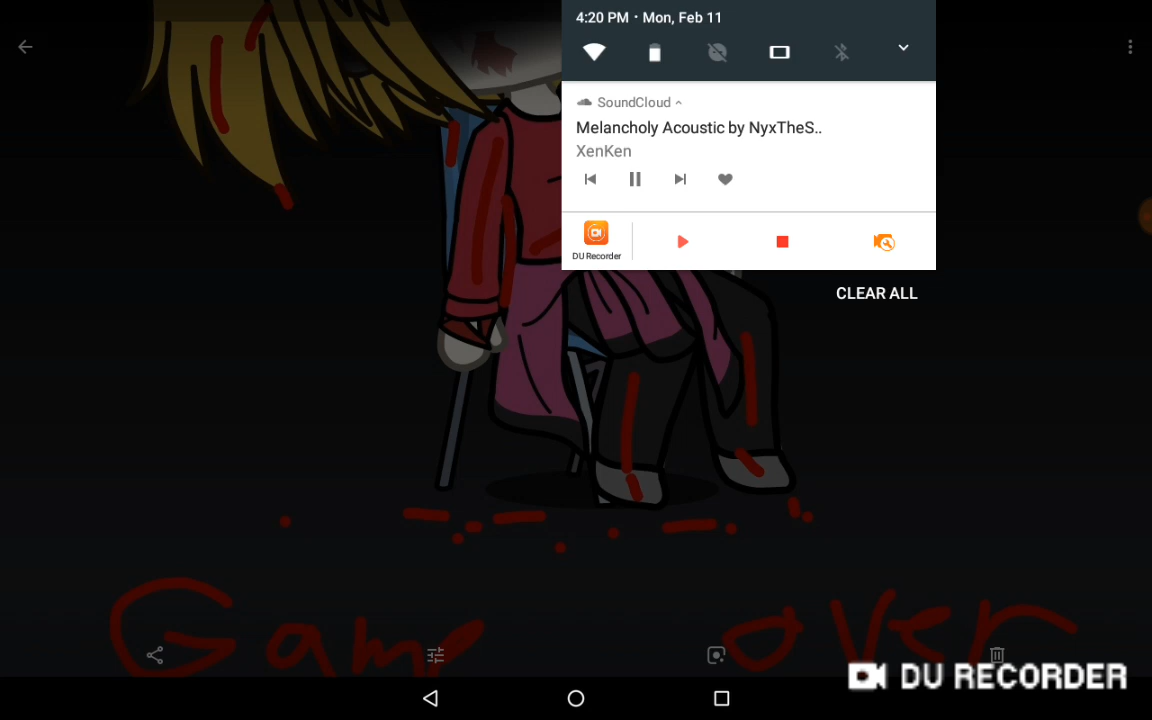 4:20 PM · Mon, Feb 11
SoundCloud
Melancholy Acoustic by NyxTheS..
XenKen
DU Recorder
CLEAR ALL
Game over
DU RECORDER